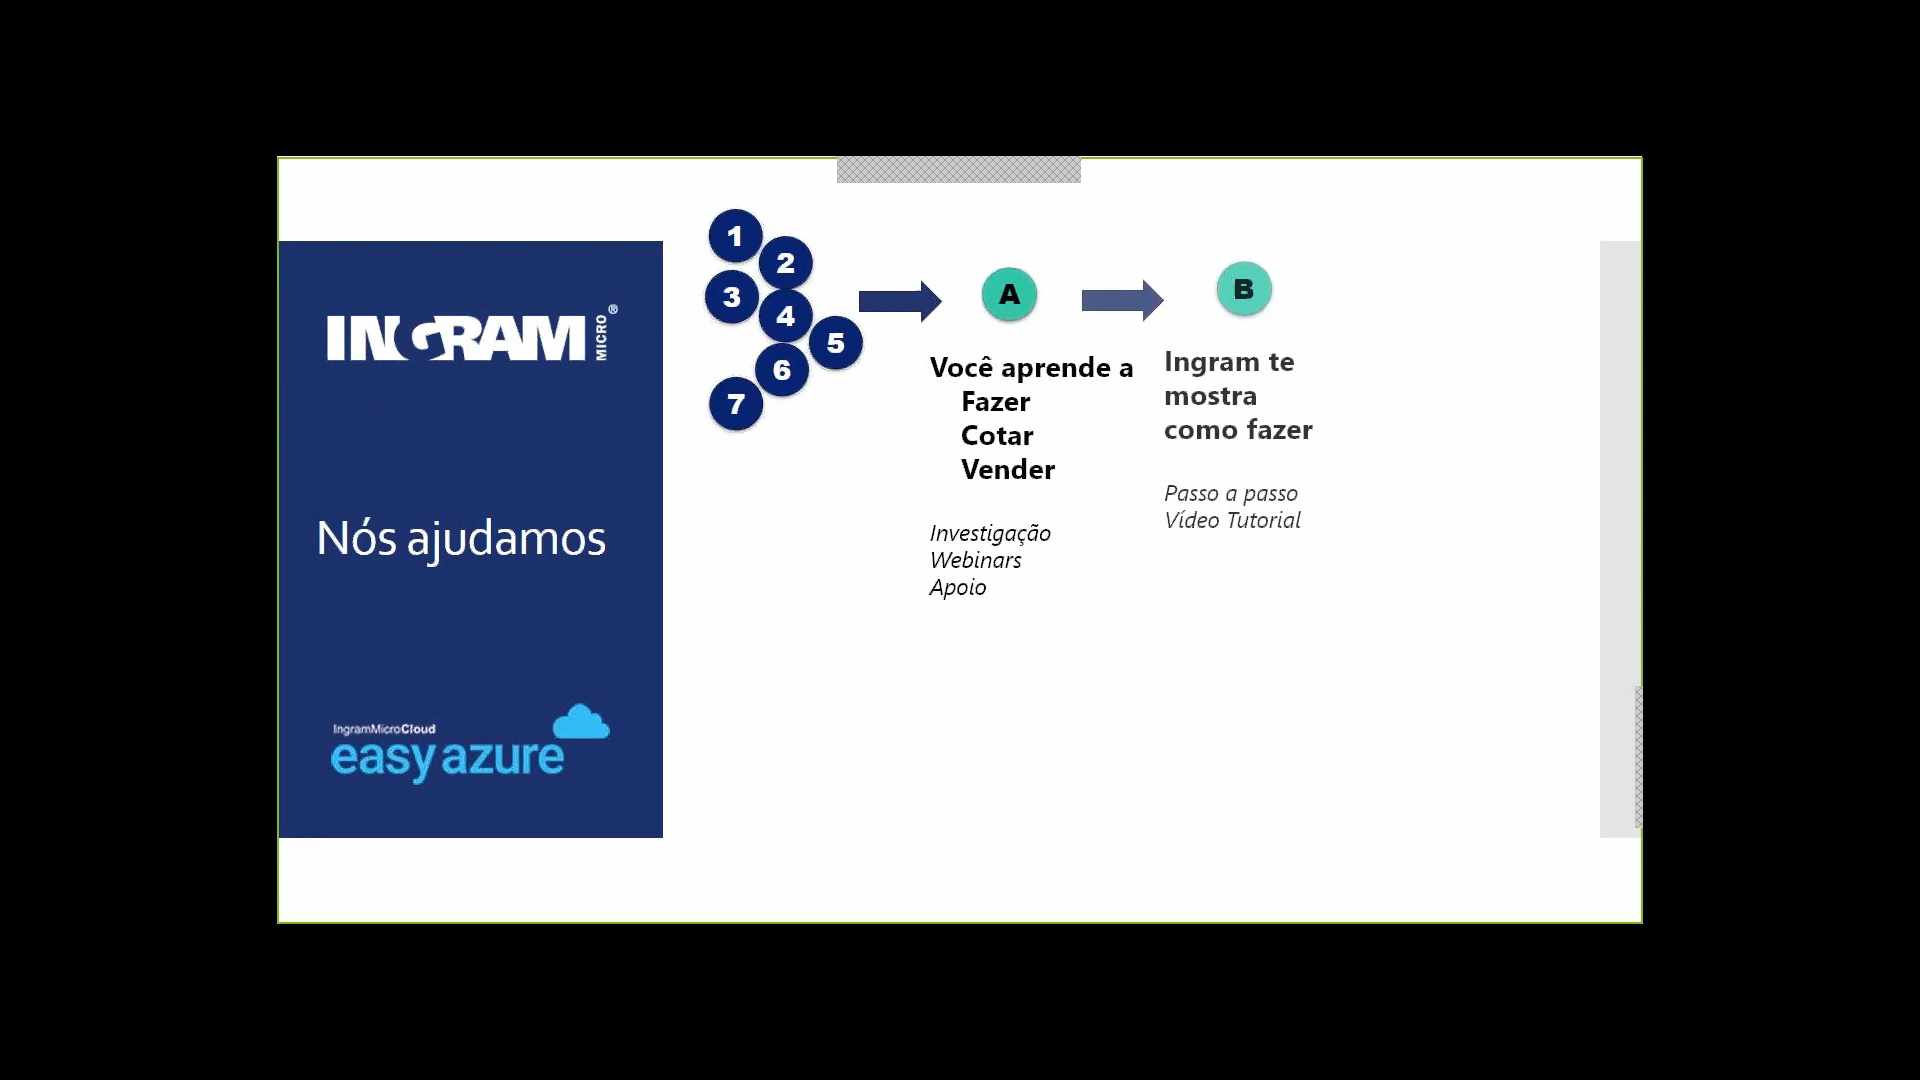 INGRAM MICRO®
Nós ajudamos
IngramMicroCloud
easy azure
1
2
3
4
5
6
7
A
Você aprende a
Fazer
Cotar
Vender
Investigação
Webinars
Apoio
B
Ingram te
mostra
como fazer
Passo a passo
Vídeo Tutorial